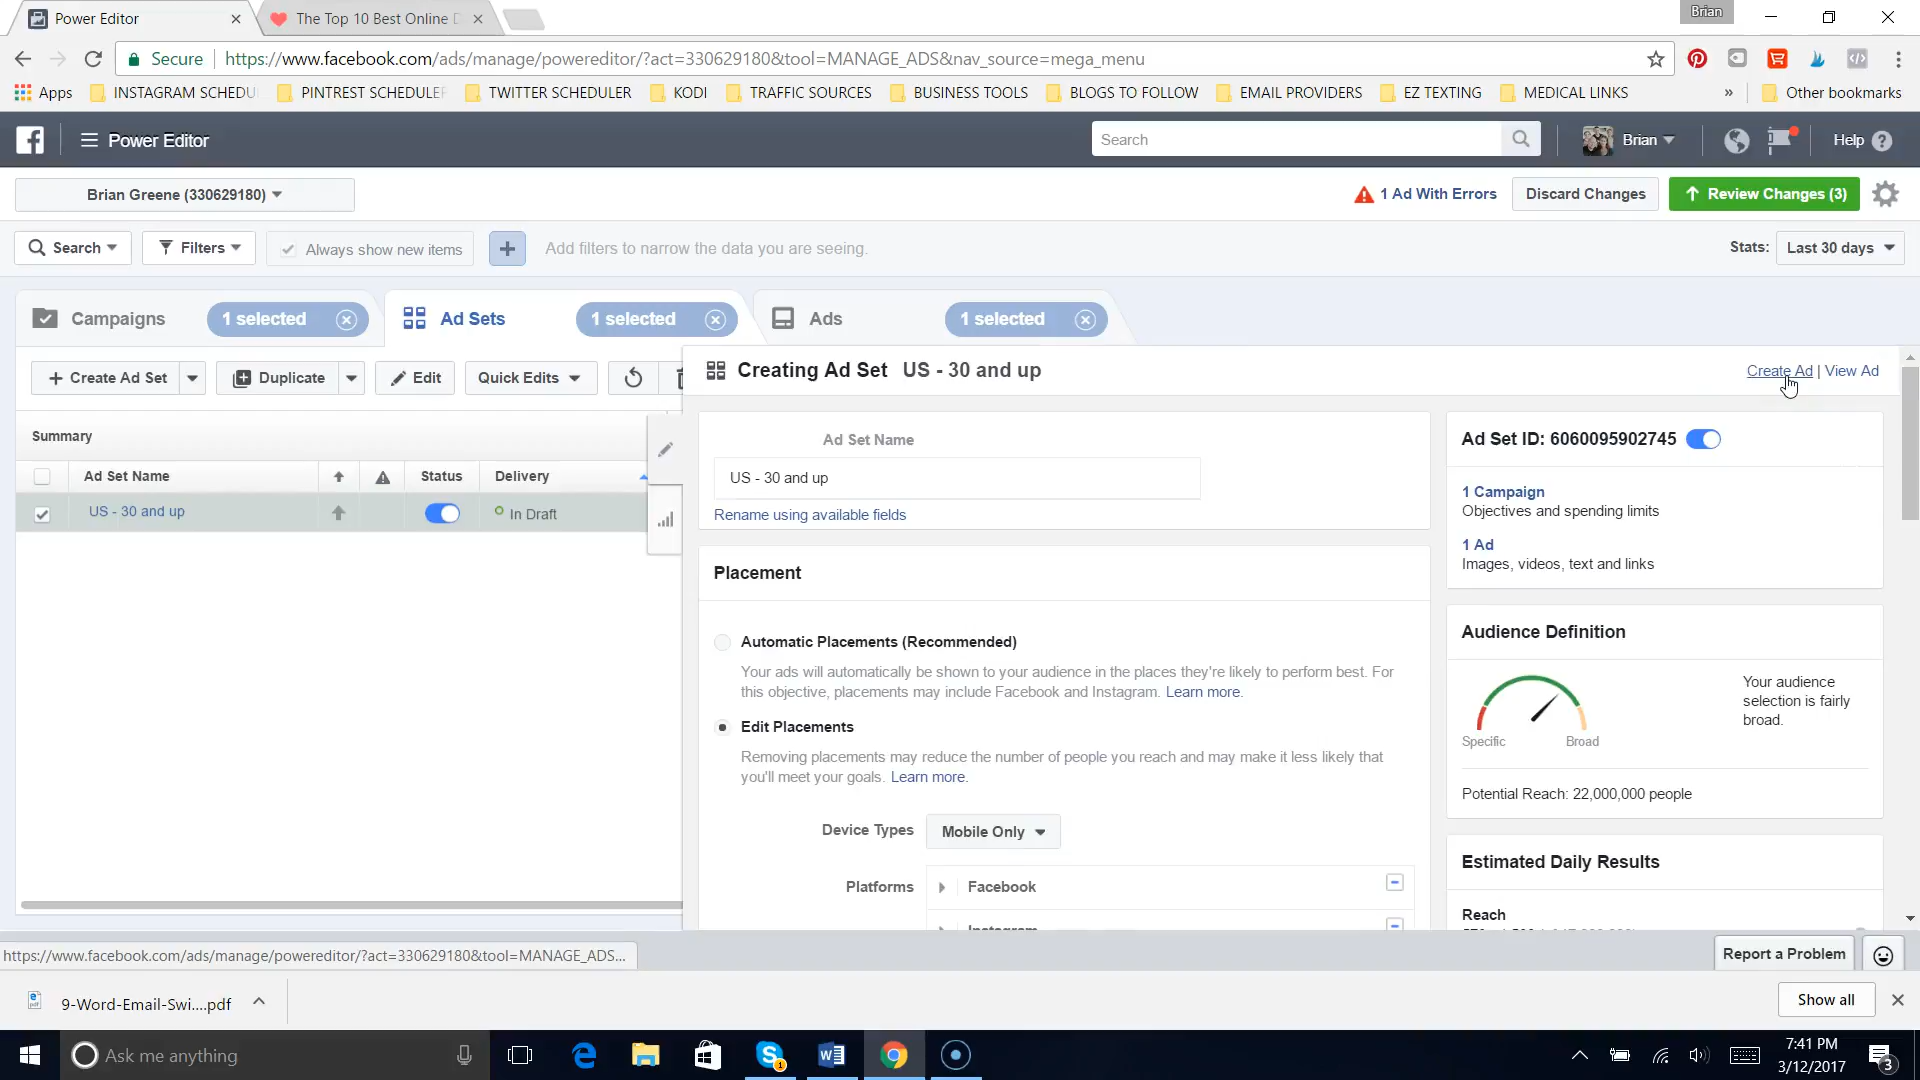 Power Editor
The Top 10 Best Online D
Brian
Secure
https://www.facebook.com/ads/manage/powereditor/?act=330629180&tool=MANAGE_ADS&nav_source=mega_menu
Apps
INSTAGRAM SCHEDU
PINTREST SCHEDULER
TWITTER SCHEDULER
KODI
TRAFFIC SOURCES
BUSINESS TOOLS
BLOGS TO FOLLOW
EMAIL PROVIDERS
EZ TEXTING
MEDICAL LINKS
»
Other bookmarks
Power Editor
Search
Brian
Help
Brian Greene (330629180)
1 Ad With Errors
Discard Changes
Review Changes (3)
Search
Filters
Always show new items
Add filters to narrow the data you are seeing.
Stats:
Last 30 days
Campaigns
1 selected
Ad Sets
1 selected
Ads
1 selected
Create Ad Set
Duplicate
Edit
Quick Edits
Creating Ad Set US - 30 and up
Create Ad | View Ad
Summary
Ad Set Name
Status
Delivery
US - 30 and up
In Draft
Ad Set Name
US - 30 and up
Rename using available fields
Placement
Automatic Placements (Recommended)
Your ads will automatically be shown to your audience in the places they're likely to perform best. For
this objective, placements may include Facebook and Instagram. Learn more.
Edit Placements
Removing placements may reduce the number of people you reach and may make it less likely that
you'll meet your goals. Learn more.
Device Types
Mobile Only
Platforms
Facebook
Instagram
Ad Set ID: 6060095902745
1 Campaign
Objectives and spending limits
1 Ad
Images, videos, text and links
Audience Definition
Your audience
selection is fairly
broad.
Specific
Broad
Potential Reach: 22,000,000 people
Estimated Daily Results
Reach
https://www.facebook.com/ads/manage/powereditor/?act=330629180&tool=MANAGE_ADS...
Report a Problem
9-Word-Email-Swi....pdf
Show all
Ask me anything
7:41 PM
3/12/2017
3